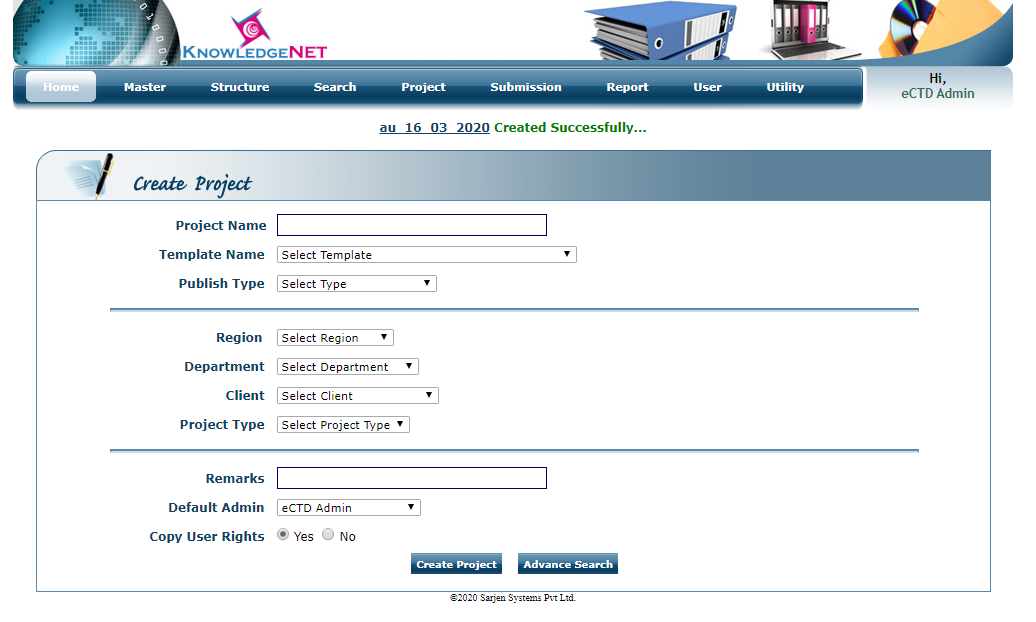 KNOWLEDGENET
Home Master Structure Search Project Submission Report User Utility
Hi,
eCTD Admin
au_16_03_2020 Created Successfully...
Create Project
Project Name
Template Name Select Template
Publish Type Select Type
Region Select Region
Department Select Department
Client Select Client
Project Type Select Project Type
Remarks
Default Admin eCTD Admin
Copy User Rights Yes No
Create Project Advance Search
©2020 Sarjen Systems Pvt Ltd.